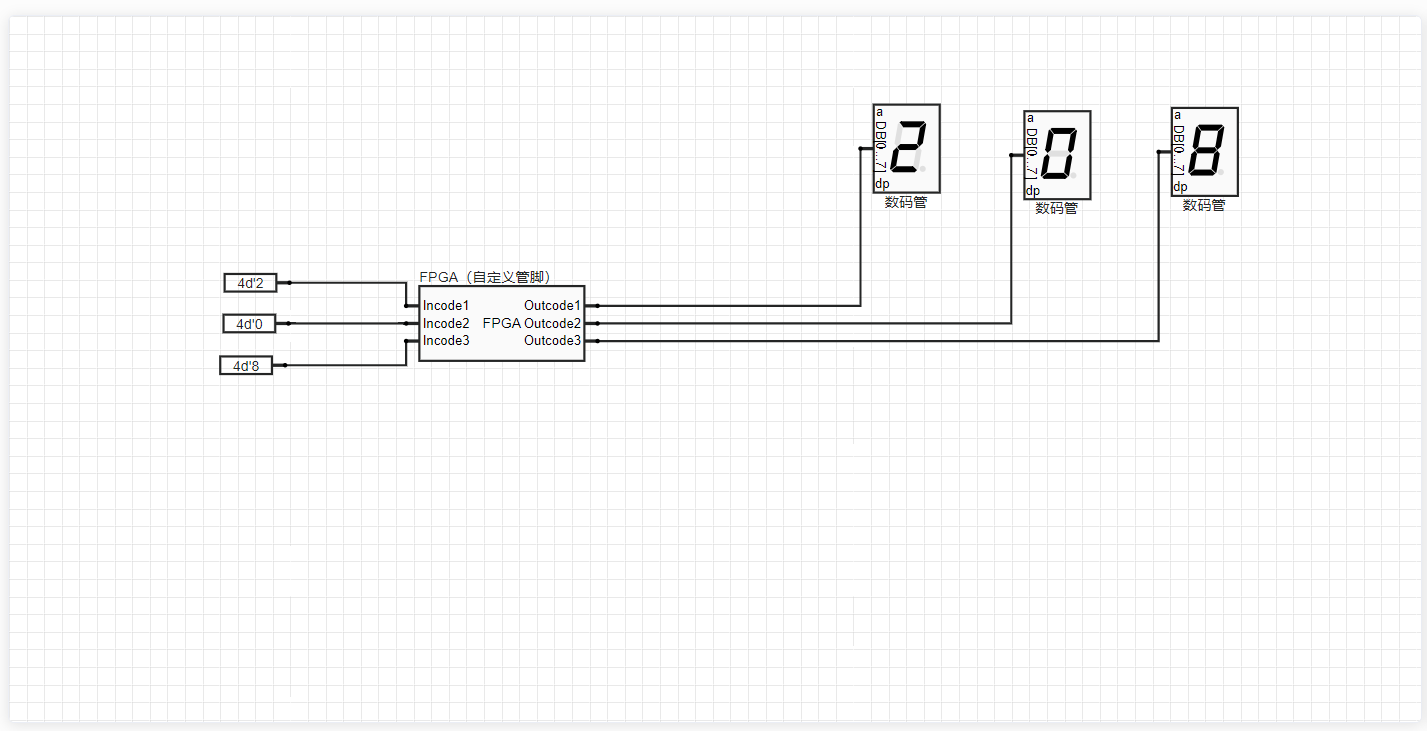 a
DB[0...7]
dp
数码管
a
DB[0...7]
dp
数码管
a
DB[0...7]
dp
数码管
4d'2
4d'0
4d'8
FPGA（自定义管脚）
Incode1
Outcode1
Incode2
FPGA
Outcode2
Incode3
Outcode3
2
0
8